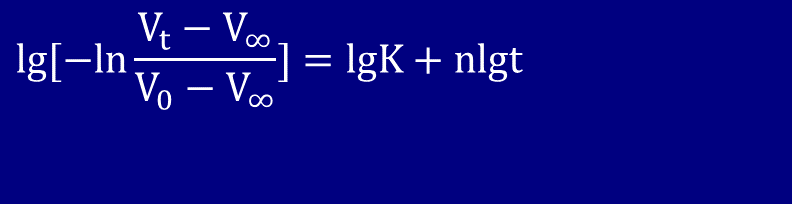 lg[−ln (V_t − V_∞)/(V_0 − V_∞)] = lgK + nlgt